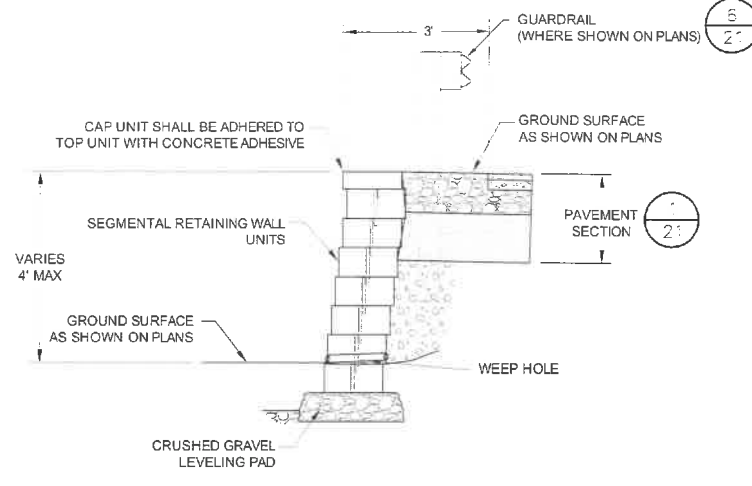 3'
GUARDRAIL
(WHERE SHOWN ON PLANS)
6
21
CAP UNIT SHALL BE ADHERED TO
TOP UNIT WITH CONCRETE ADHESIVE
GROUND SURFACE
AS SHOWN ON PLANS
SEGMENTAL RETAINING WALL
UNITS
PAVEMENT
SECTION
1
21
VARIES
4' MAX
GROUND SURFACE
AS SHOWN ON PLANS
WEEP HOLE
CRUSHED GRAVEL
LEVELING PAD